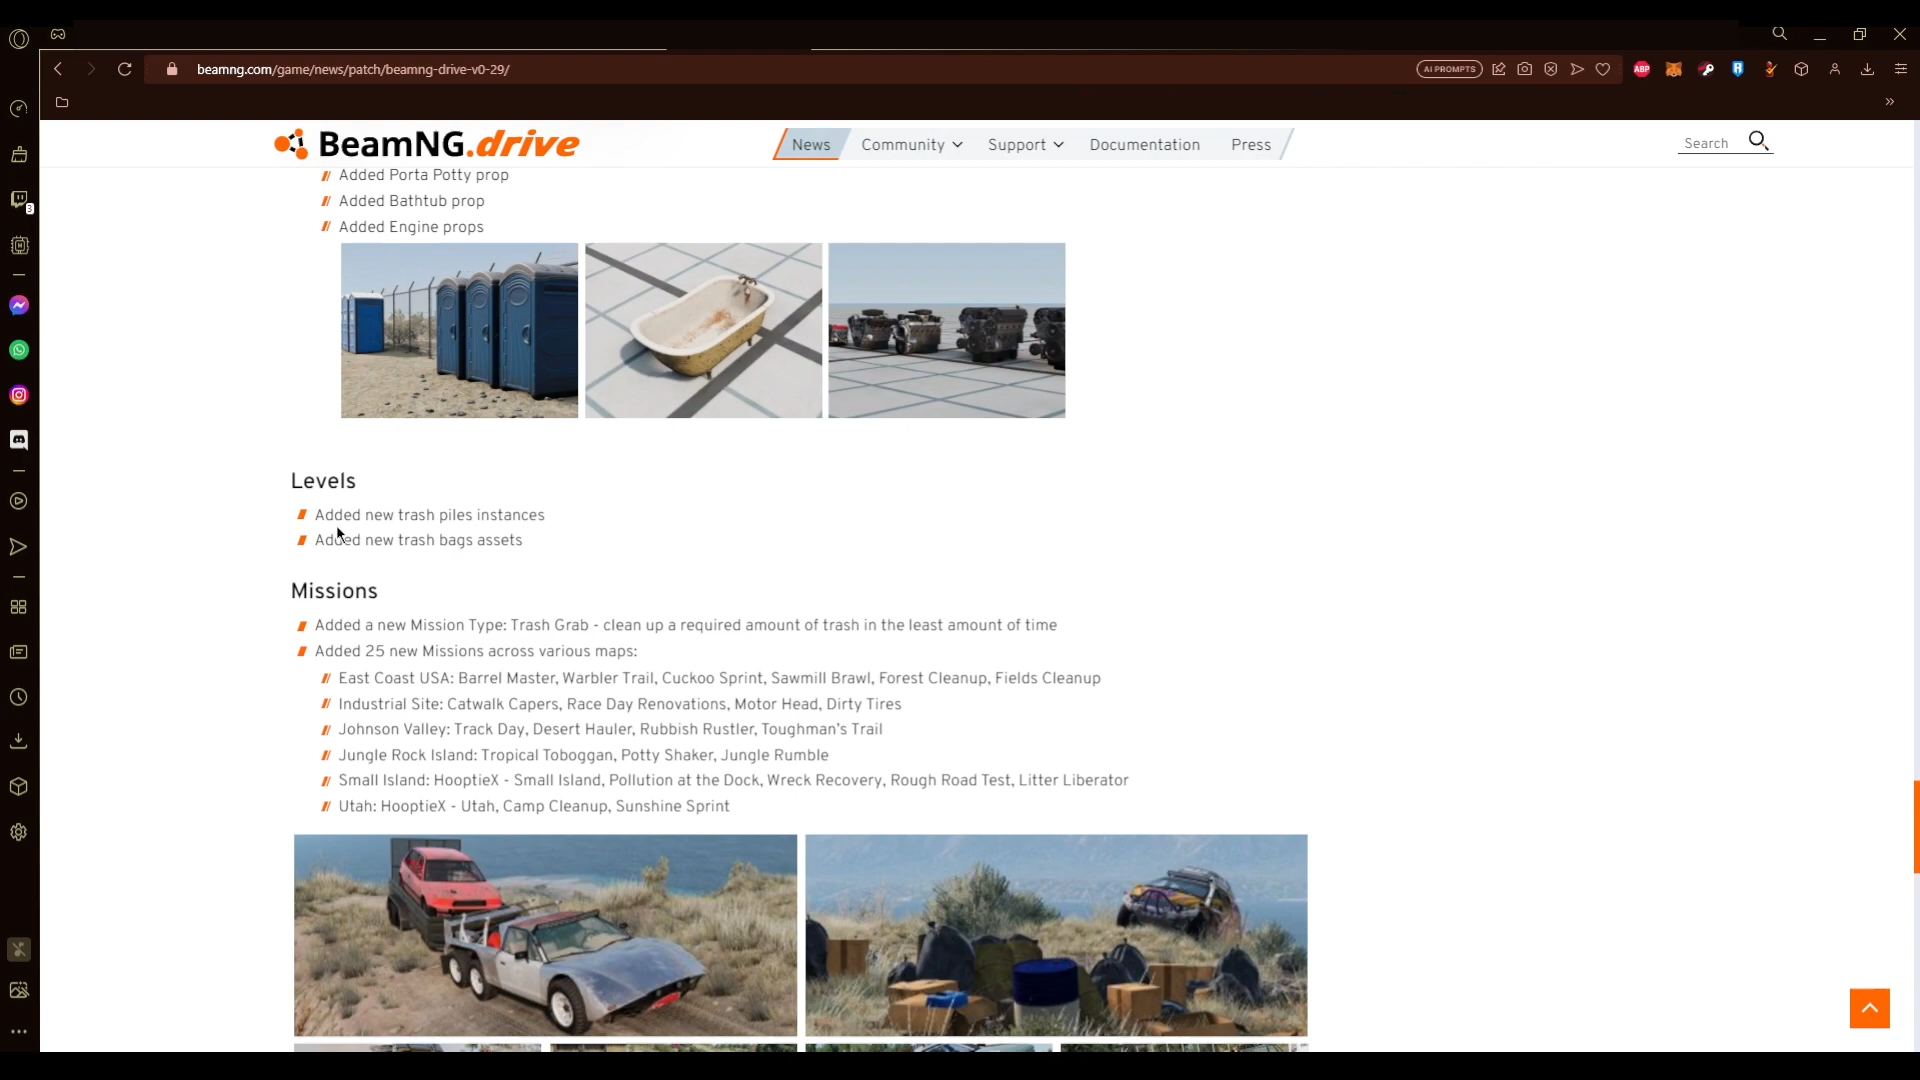 beamng.com/game/news/patch/beamng-drive-v0-29/
AI PROMPTS
ABP
3
BeamNG.drive
News
Community
Support
Documentation
Press
Search
Added Porta Potty prop
Added Bathtub prop
Added Engine props
Levels
Added new trash piles instances
Added new trash bags assets
Missions
Added a new Mission Type: Trash Grab - clean up a required amount of trash in the least amount of time
Added 25 new Missions across various maps:
East Coast USA: Barrel Master, Warbler Trail, Cuckoo Sprint, Sawmill Brawl, Forest Cleanup, Fields Cleanup
Industrial Site: Catwalk Capers, Race Day Renovations, Motor Head, Dirty Tires
Johnson Valley: Track Day, Desert Hauler, Rubbish Rustler, Toughman's Trail
Jungle Rock Island: Tropical Toboggan, Potty Shaker, Jungle Rumble
Small Island: HooptieX - Small Island, Pollution at the Dock, Wreck Recovery, Rough Road Test, Litter Liberator
Utah: HooptieX - Utah, Camp Cleanup, Sunshine Sprint